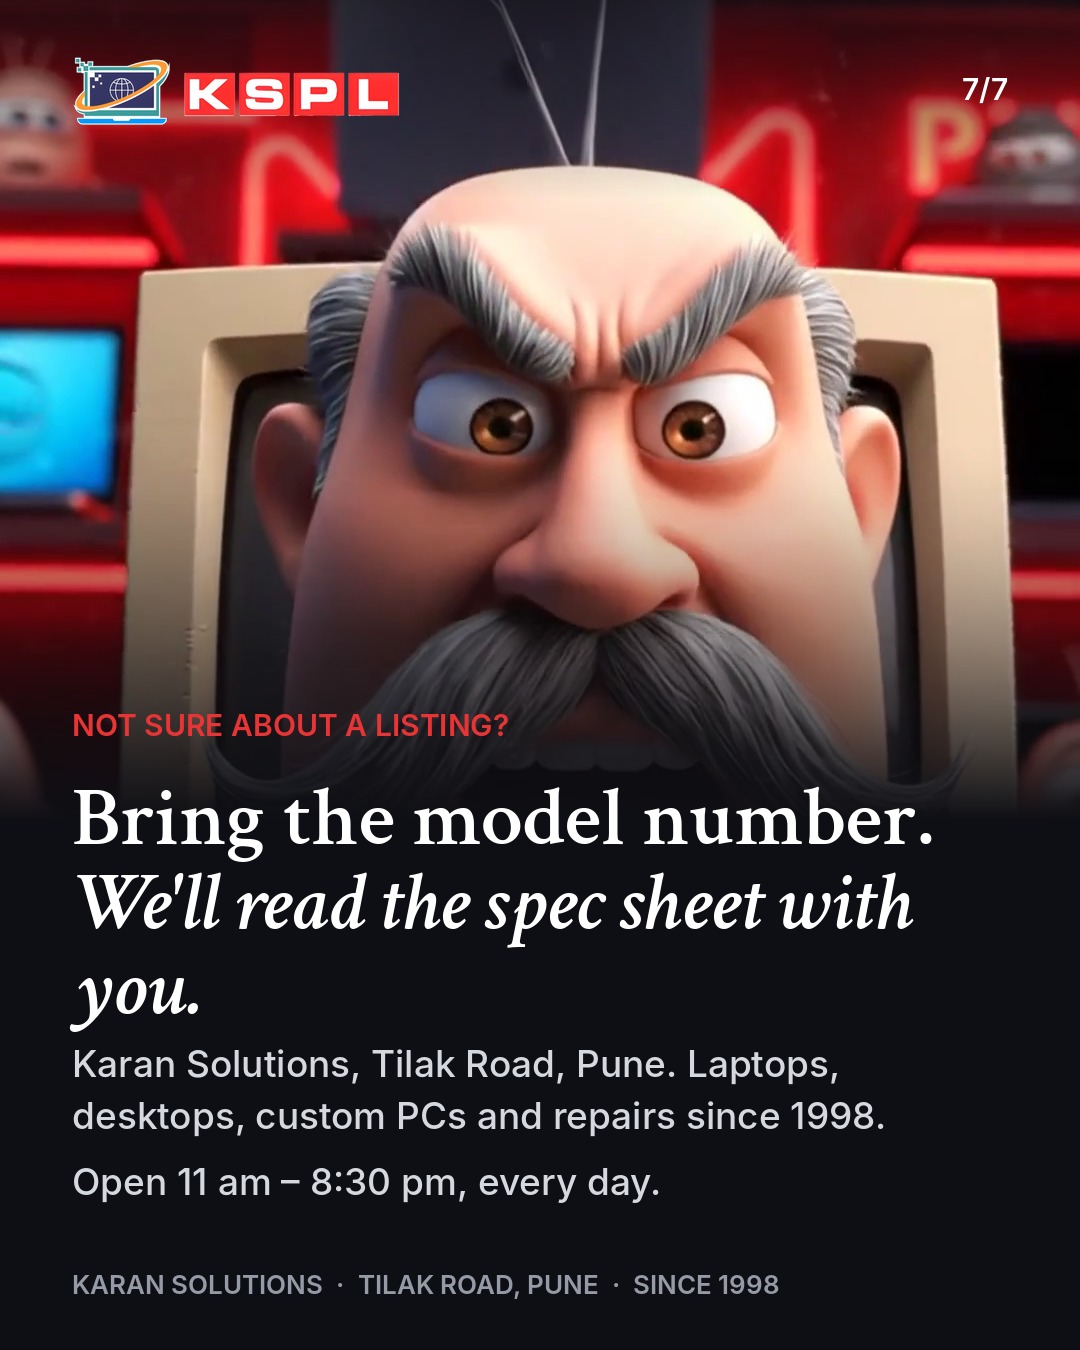 KSPL
7/7
P
NOT SURE ABOUT A LISTING?
Bring the model number.
We'll read the spec sheet with
you.
Karan Solutions, Tilak Road, Pune. Laptops,
desktops, custom PCs and repairs since 1998.
Open 11 am – 8:30 pm, every day.
KARAN SOLUTIONS · TILAK ROAD, PUNE · SINCE 1998